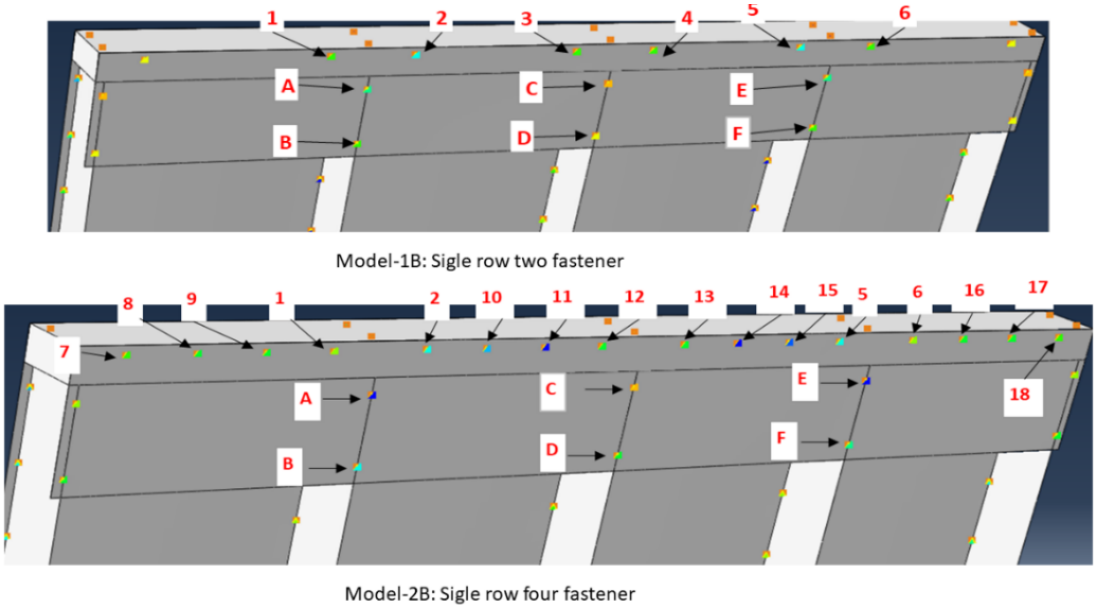 1 2 3 4 5 6
A C E
B D F
Model-1B: Sigle row two fastener
8 9 1 2 10 11 12 13 14 15 5 6 16 17
7
A C E 18
B D F
Model-2B: Sigle row four fastener